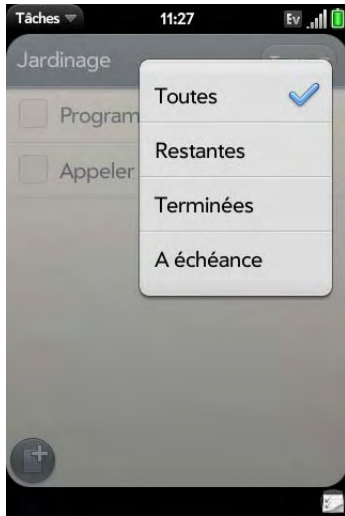 Tâches 11:27 Ev
Jardinage
Toutes
Program
Restantes
Appeler
Terminées
A échéance